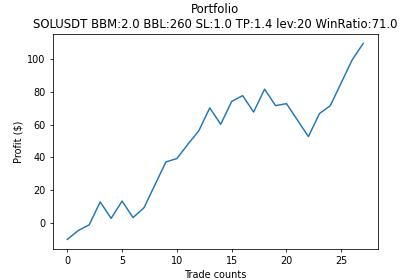 Portfolio
SOLUSDT BBM:2.0 BBL:260 SL:1.0 TP:1.4 lev:20 WinRatio:71.0
100
80
60
40
20
0
Profit ($)
0 5 10 15 20 25
Trade counts